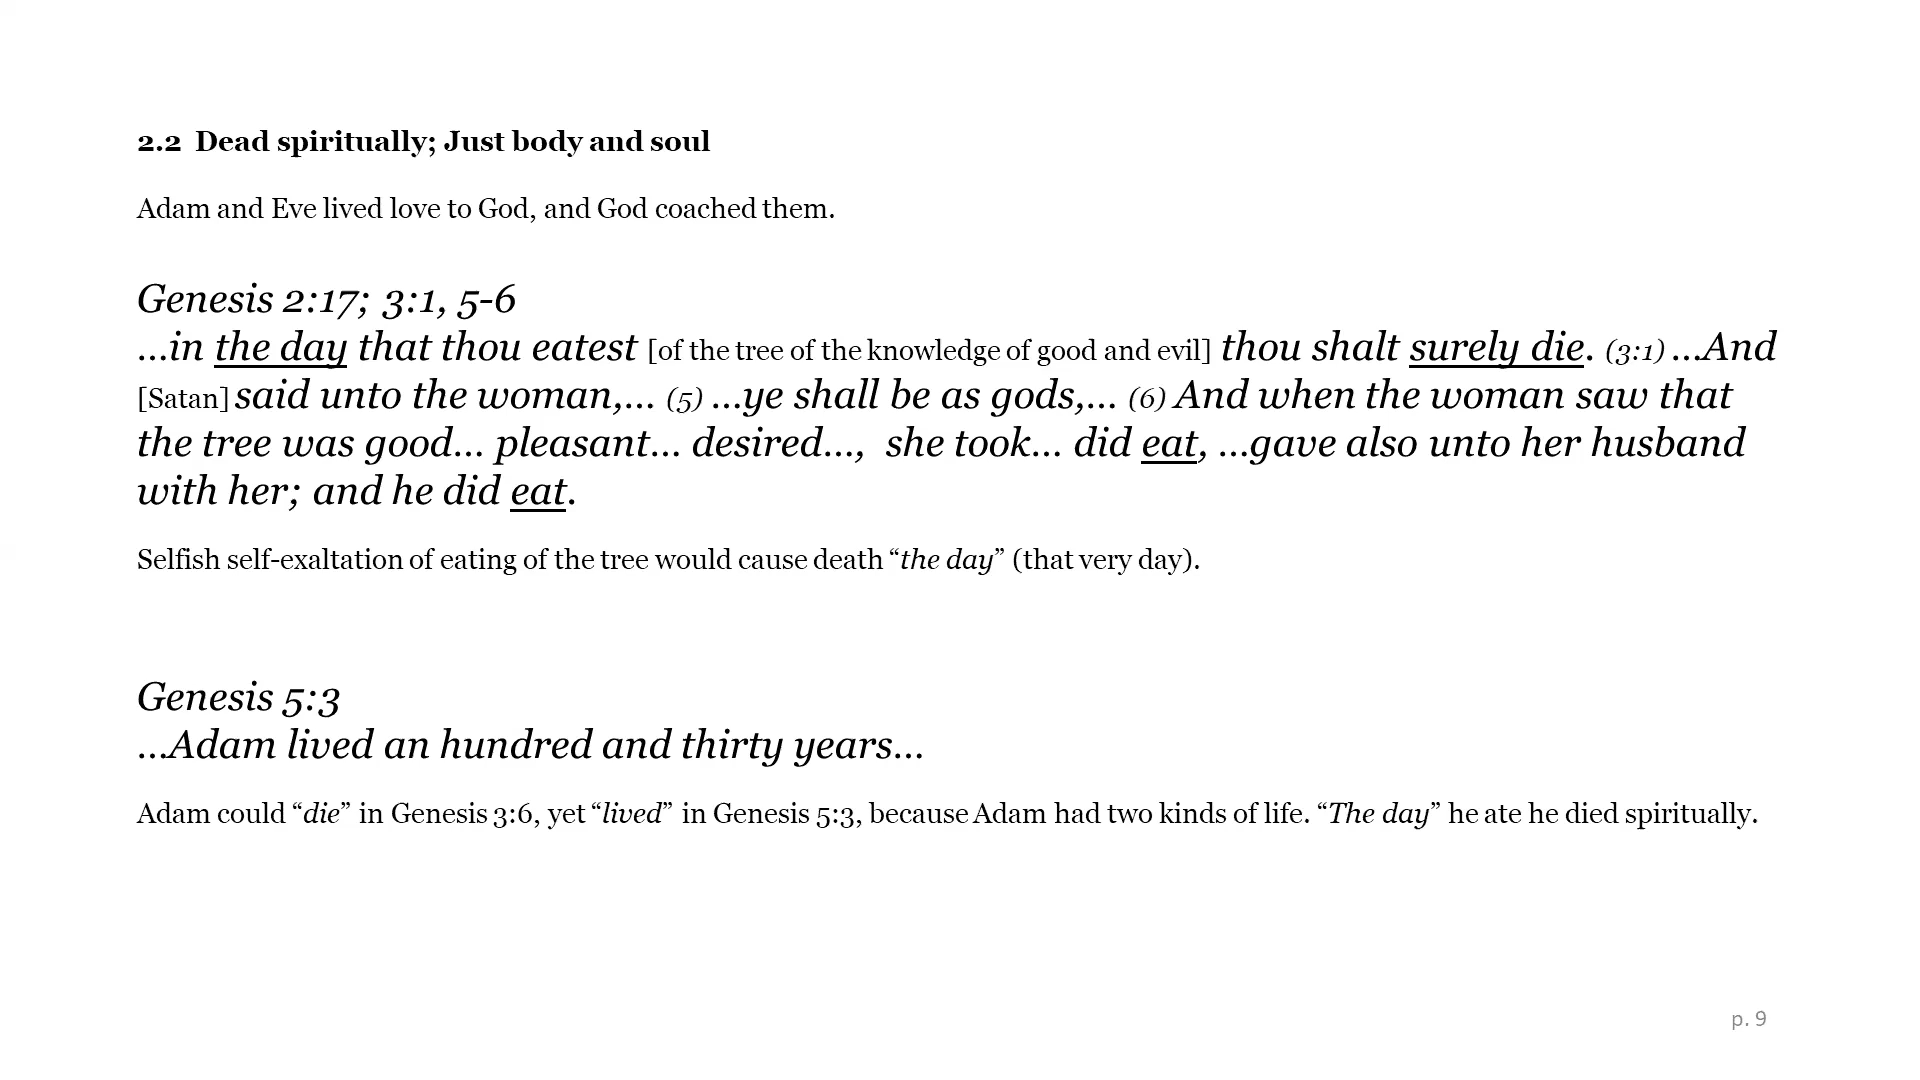 2.2 Dead spiritually; Just body and soul
Adam and Eve lived love to God, and God coached them.
Genesis 2:17; 3:1, 5-6
…in the day that thou eatest [of the tree of the knowledge of good and evil] thou shalt surely die. (3:1) …And
[Satan] said unto the woman,… (5) …ye shall be as gods,… (6) And when the woman saw that
the tree was good… pleasant… desired…, she took… did eat, …gave also unto her husband
with her; and he did eat.
Selfish self-exaltation of eating of the tree would cause death “the day” (that very day).
Genesis 5:3
…Adam lived an hundred and thirty years…
Adam could “die” in Genesis 3:6, yet “lived” in Genesis 5:3, because Adam had two kinds of life. “The day” he ate he died spiritually.
p. 9